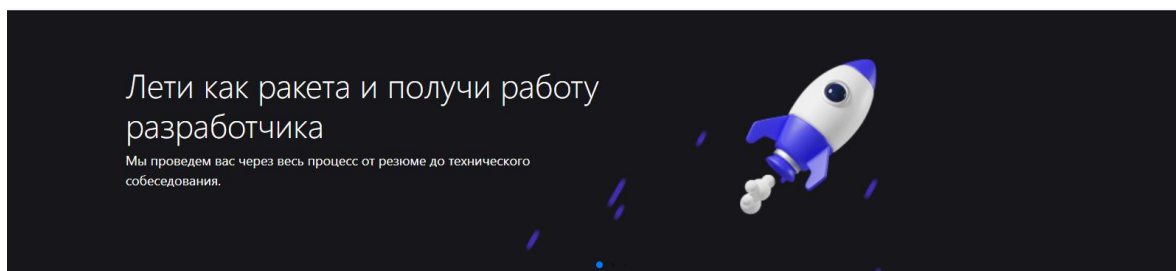 Лети как ракета и получи работу
разработчика
Мы проведем вас через весь процесс от резюме до технического
собеседования.